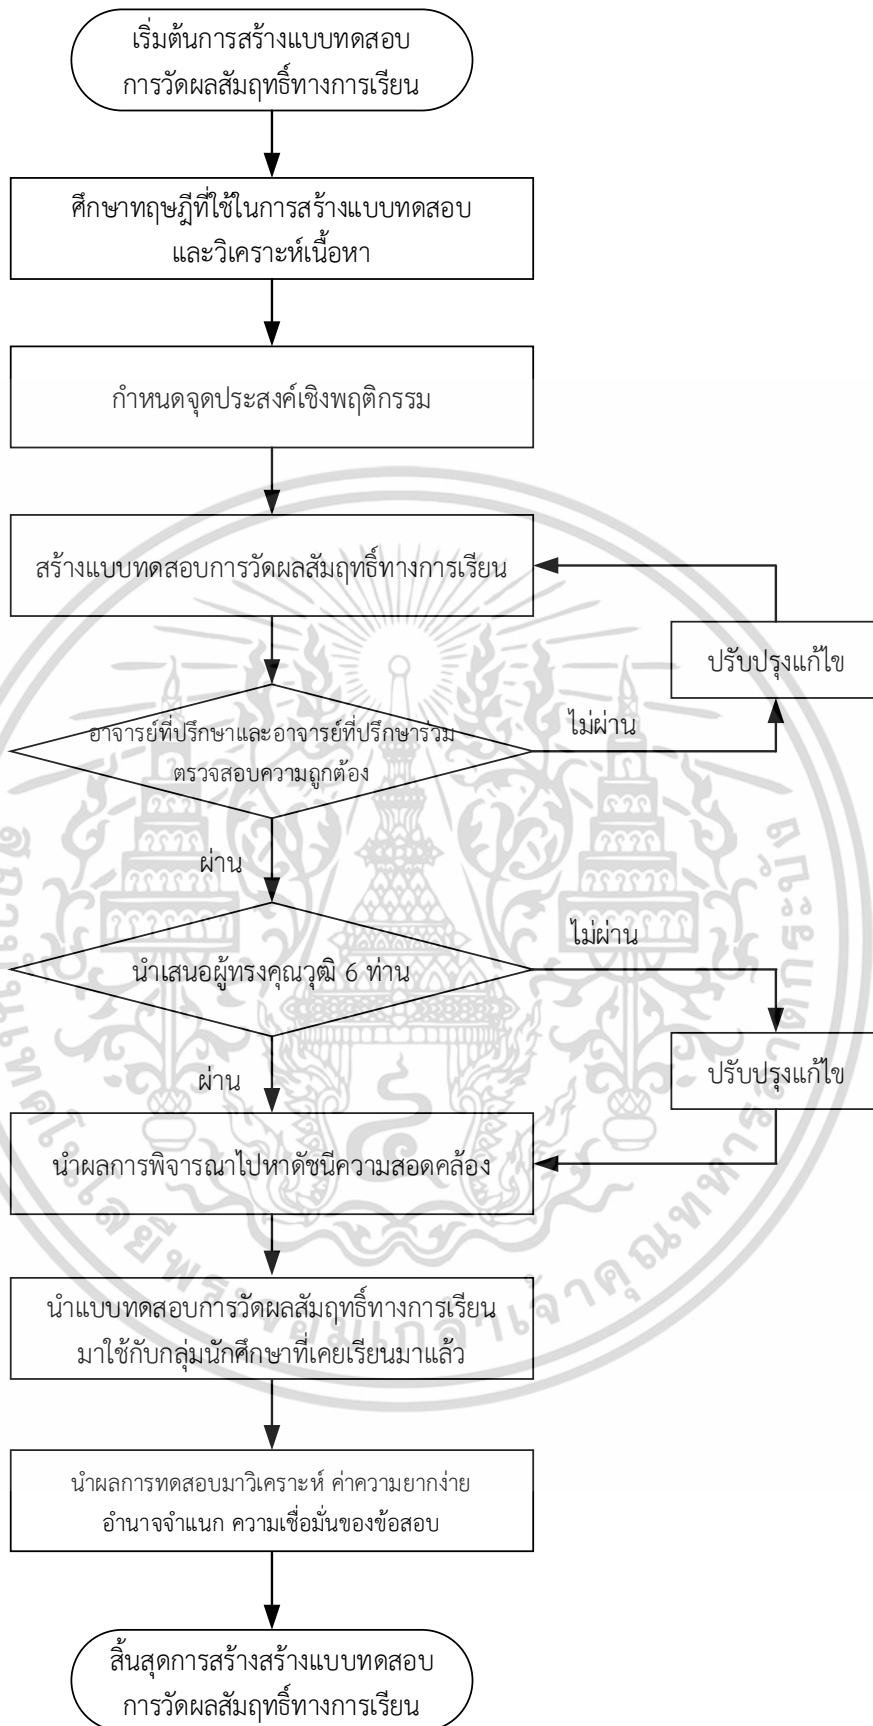 เริ่มต้นการสร้างแบบทดสอบ
การวัดผลสัมฤทธิ์ทางการเรียน
ศึกษาทฤษฎีที่ใช้ในการสร้างแบบทดสอบ
และวิเคราะห์เนื้อหา
กำหนดจุดประสงค์เชิงพฤติกรรม
สร้างแบบทดสอบการวัดผลสัมฤทธิ์ทางการเรียน
ปรับปรุงแก้ไข
ไม่ผ่าน
อาจารย์ที่ปรึกษาและอาจารย์ที่ปรึกษาร่วม
ตรวจสอบความถูกต้อง
ผ่าน
ไม่ผ่าน
นำเสนอผู้ทรงคุณวุฒิ 6 ท่าน
ปรับปรุงแก้ไข
ผ่าน
นำผลการพิจารณาไปหาดัชนีความสอดคล้อง
นำแบบทดสอบการวัดผลสัมฤทธิ์ทางการเรียน
มาใช้กับกลุ่มนักศึกษาที่เคยเรียนมาแล้ว
นำผลการทดสอบมาวิเคราะห์ ค่าความยากง่าย
อำนาจจำแนก ความเชื่อมั่นของข้อสอบ
สิ้นสุดการสร้างสร้างแบบทดสอบ
การวัดผลสัมฤทธิ์ทางการเรียน